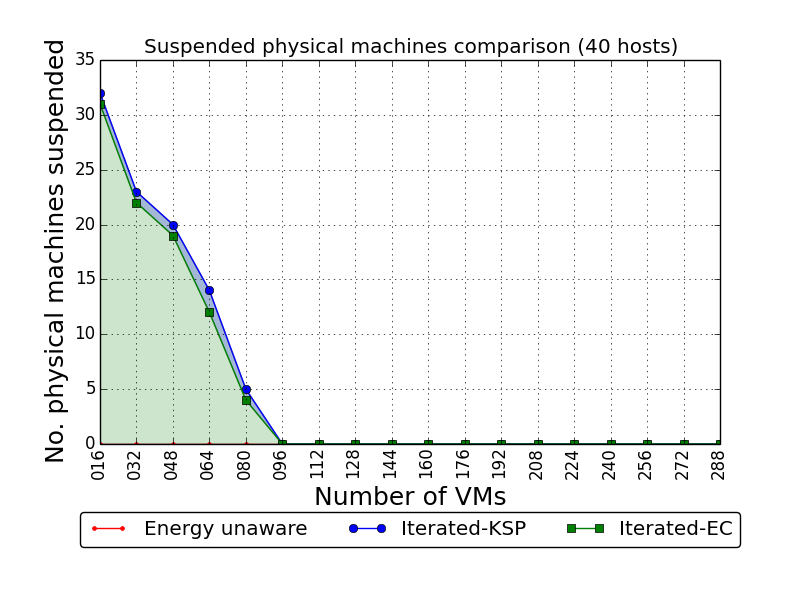 Suspended physical machines comparison (40 hosts)
No. physical machines suspended
35
30
25
20
15
10
5
0
016 032 048 064 080 096 112 128 144 160 176 192 208 224 240 256 272 288
Number of VMs
Energy unaware Iterated-KSP Iterated-EC